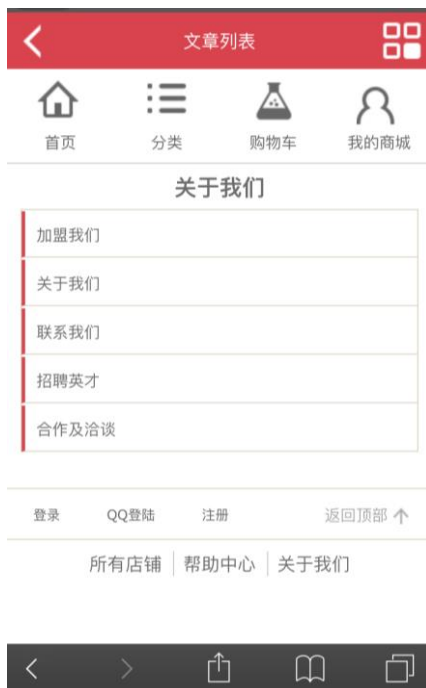 文章列表
首页 分类 购物车 我的商城
关于我们
加盟我们
关于我们
联系我们
招聘英才
合作及洽谈
登录 QQ登陆 注册 返回顶部
所有店铺 帮助中心 关于我们